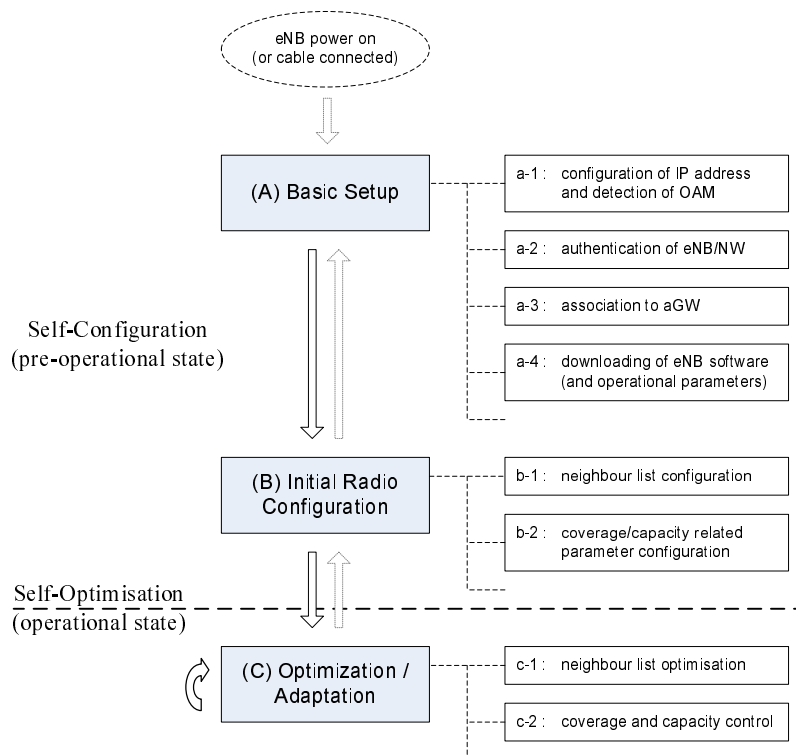 eNB power on
(or cable connected)
(A) Basic Setup
a-1 : configuration of IP address
and detection of OAM
a-2 : authentication of eNB/NW
a-3 : association to aGW
a-4 : downloading of eNB software
(and operational parameters)
Self-Configuration
(pre-operational state)
(B) Initial Radio
Configuration
b-1 : neighbour list configuration
b-2 : coverage/capacity related
parameter configuration
Self-Optimisation
(operational state)
(C) Optimization /
Adaptation
c-1 : neighbour list optimisation
c-2 : coverage and capacity control